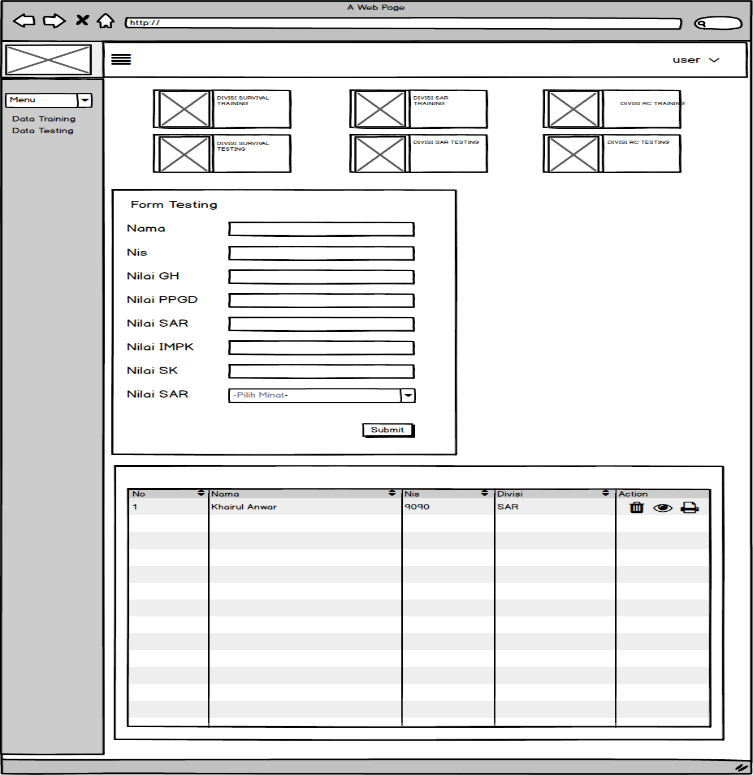 A Web Page
http://
user
Menu
Data Training
Data Testing
DIVISI SURVIVAL
TRAINING
DIVISI SAR
TRAINING
DIVISI RC TRAINING
DIVISI SURVIVAL
TESTING
DIVISI SAR TESTING
DIVISI RC TESTING
Form Testing
Nama
Nis
Nilai GH
Nilai PPGD
Nilai SAR
Nilai IMPK
Nilai SK
Nilai SAR
-Pilih Minat-
Submit
No Nama Nis Divisi Action
1 Khairul Anwar 9090 SAR